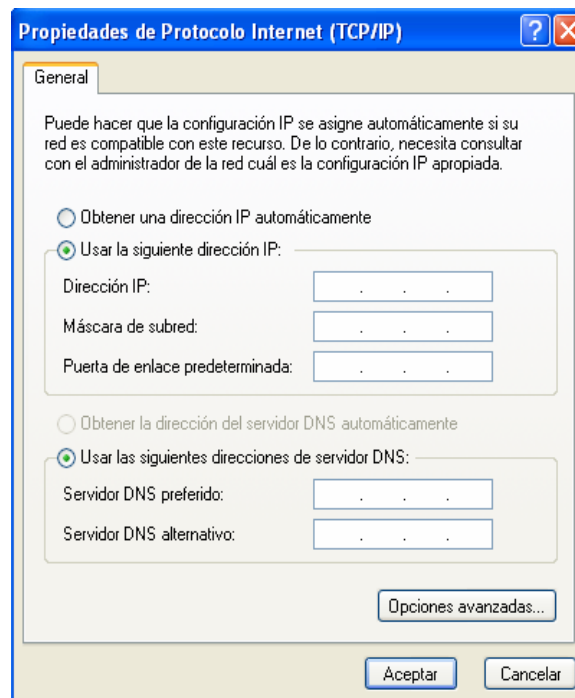 Propiedades de Protocolo Internet (TCP/IP)
General
Puede hacer que la configuración IP se asigne automáticamente si su
red es compatible con este recurso. De lo contrario, necesita consultar
con el administrador de la red cuál es la configuración IP apropiada.
Obtener una dirección IP automáticamente
Usar la siguiente dirección IP:
Dirección IP:
Máscara de subred:
Puerta de enlace predeterminada:
Obtener la dirección del servidor DNS automáticamente
Usar las siguientes direcciones de servidor DNS:
Servidor DNS preferido:
Servidor DNS alternativo:
Opciones avanzadas...
Aceptar Cancelar